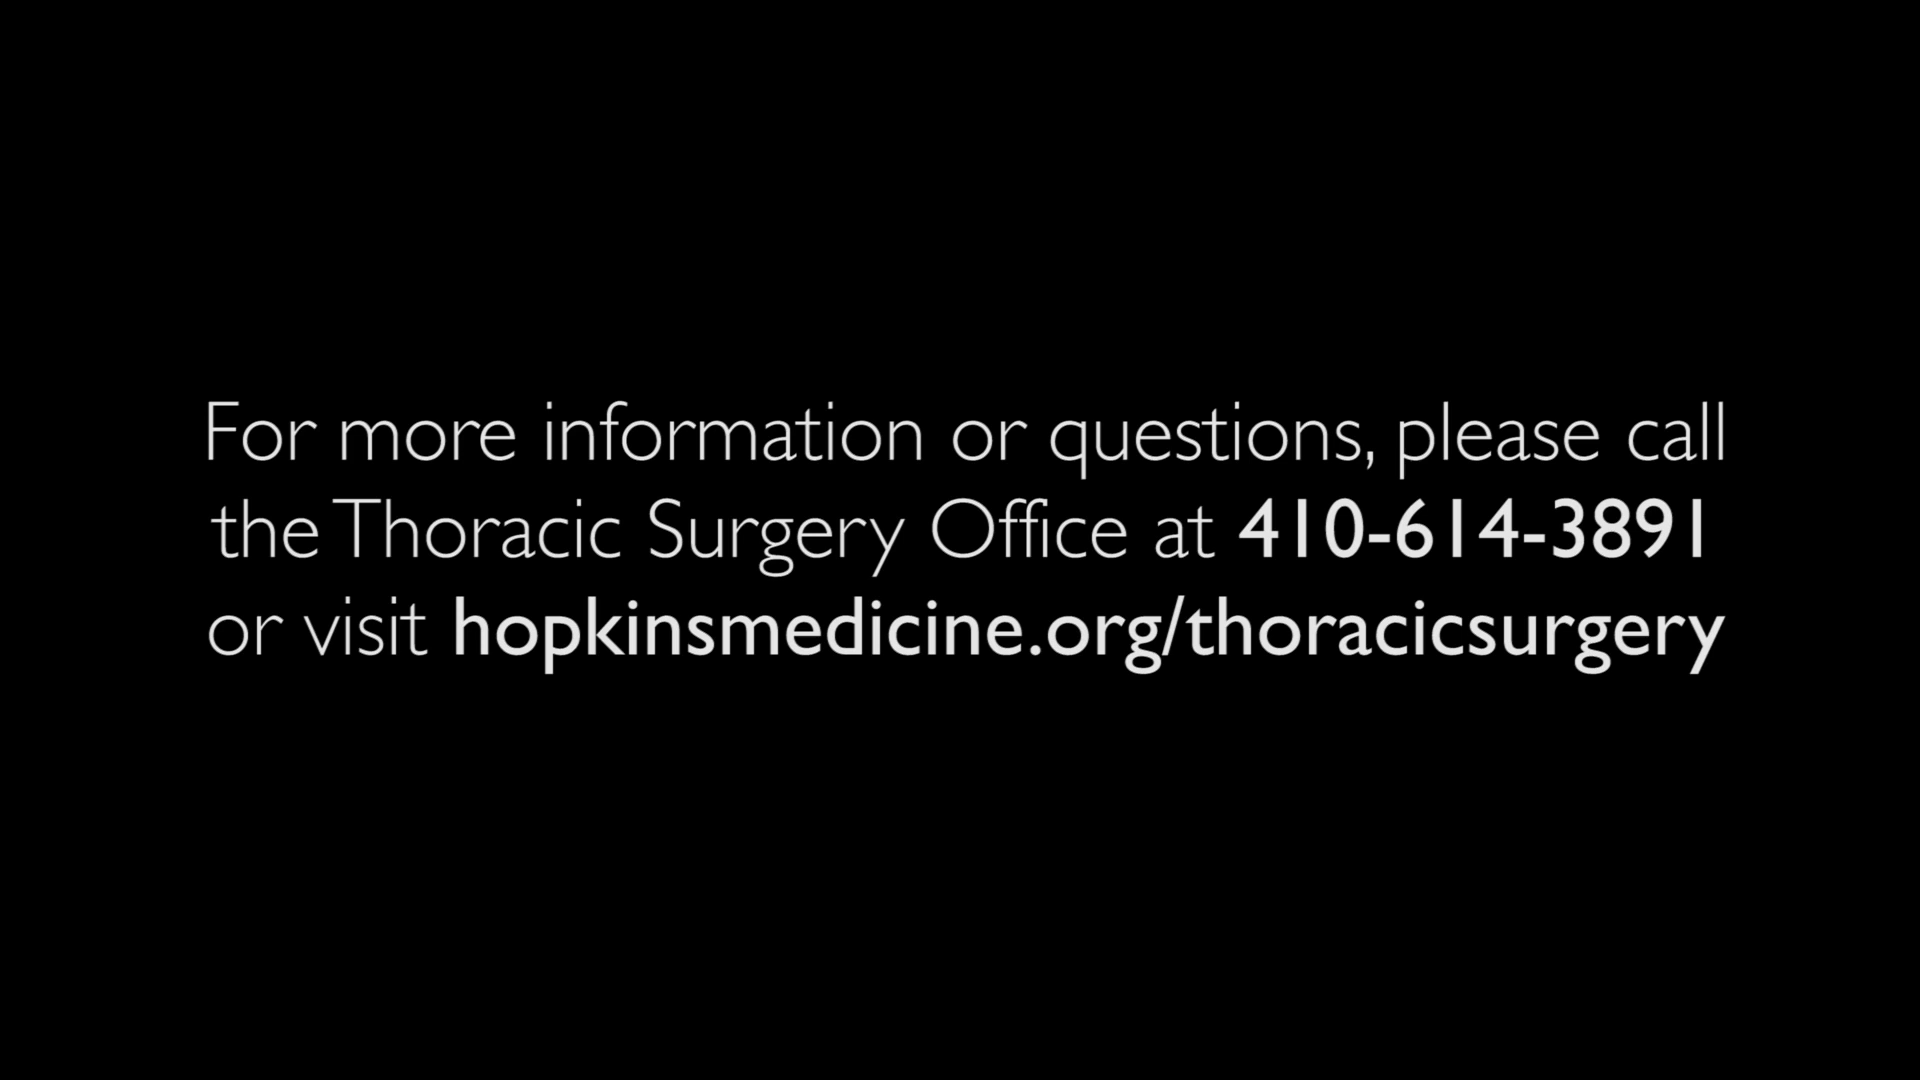 For more information or questions, please call
the Thoracic Surgery Office at 410-614-3891
or visit hopkinsmedicine.org/thoracicsurgery